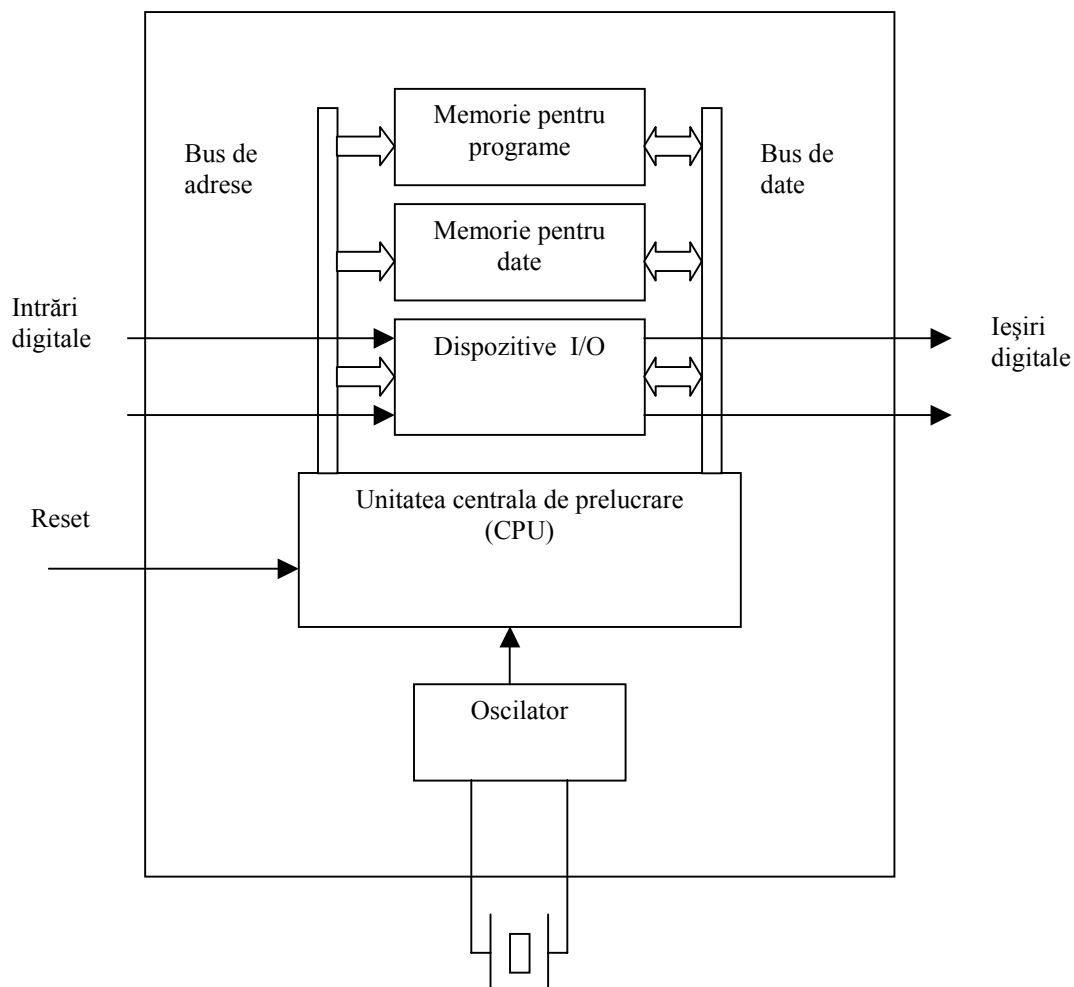 Memorie pentru
programe
Bus de
adrese
Bus de
date
Memorie pentru
date
Intrări
digitale
Dispozitive I/O
Ieşiri
digitale
Unitatea centrala de prelucrare
(CPU)
Reset
Oscilator